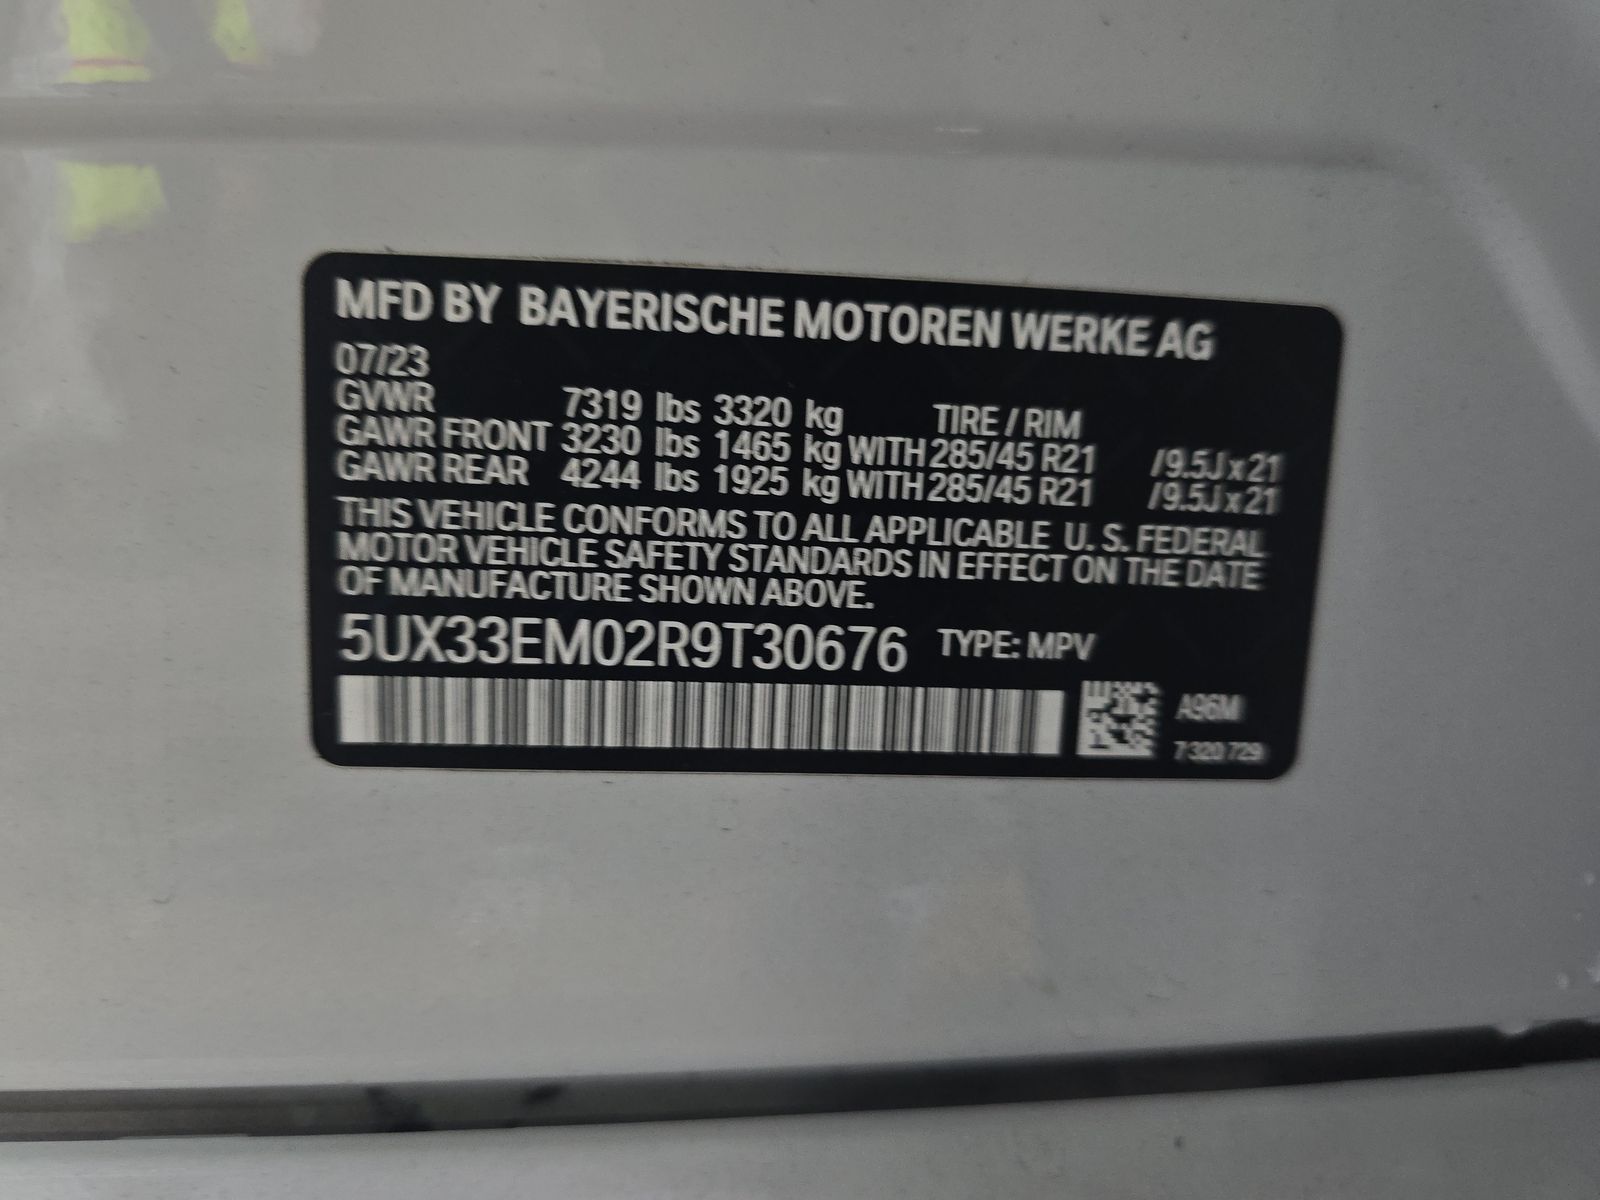 MFD BY BAYERISCHE MOTOREN WERKE AG
07/23
GVWR 7319 lbs 3320 kg TIRE / RIM
GAWR FRONT 3230 lbs 1465 kg WITH 285/45 R21 /9.5J x 21
GAWR REAR 4244 lbs 1925 kg WITH 285/45 R21 /9.5J x 21
THIS VEHICLE CONFORMS TO ALL APPLICABLE U. S. FEDERAL
MOTOR VEHICLE SAFETY STANDARDS IN EFFECT ON THE DATE
OF MANUFACTURE SHOWN ABOVE.
5UX33EM02R9T30676 TYPE: MPV
A96M
7 320 729